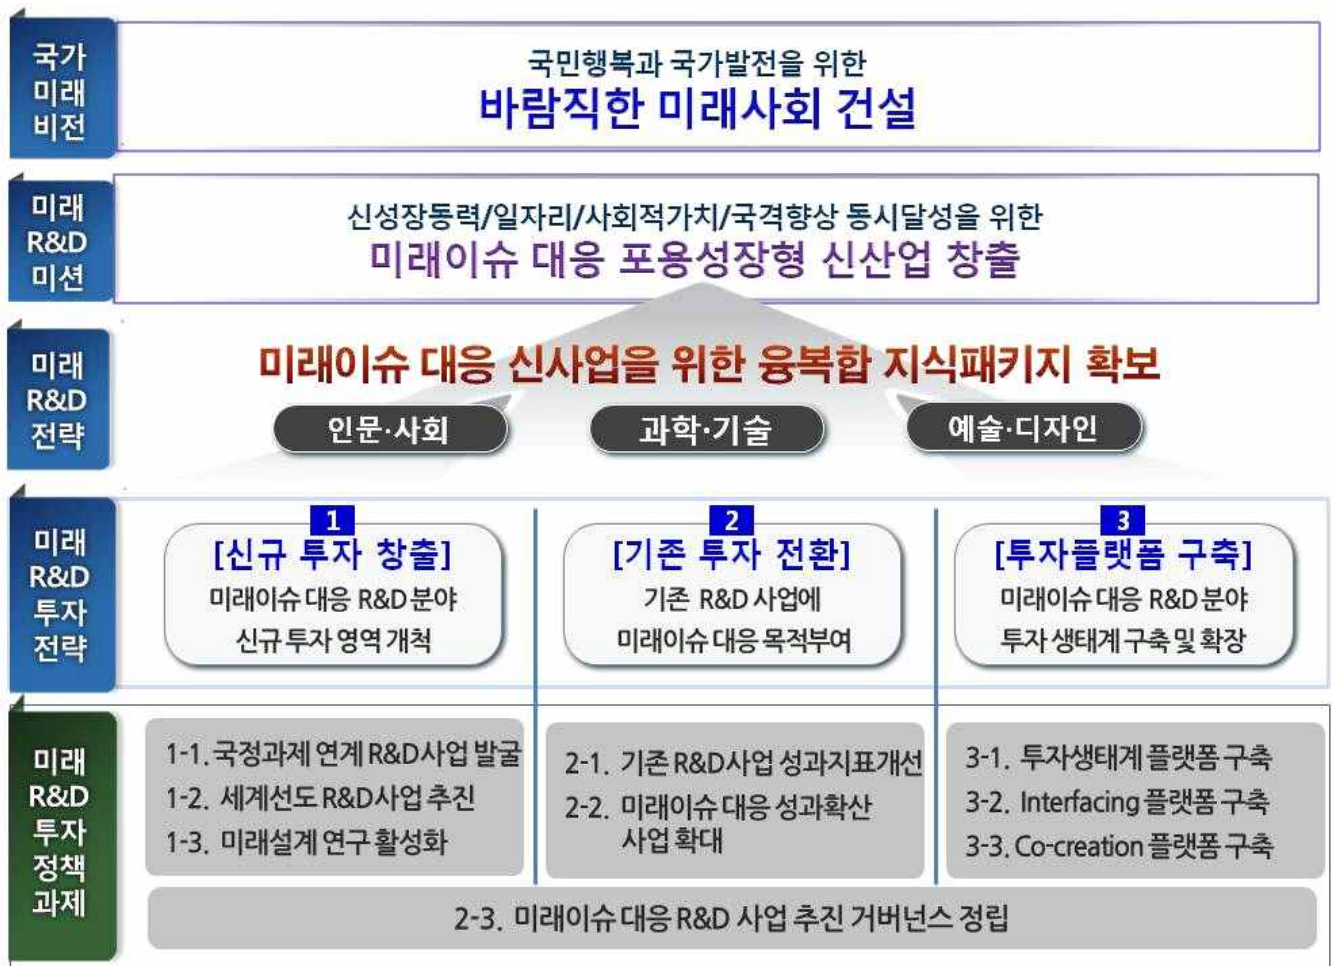 국가
미래
비전
국민행복과 국가발전을 위한
바람직한 미래사회 건설
미래
R&D
미션
신성장동력/일자리/사회적가치/국격향상 동시달성을 위한
미래이슈 대응 포용성장형 신산업 창출
미래
R&D
전략
미래이슈 대응 신사업을 위한 융복합 지식패키지 확보
인문·사회
과학·기술
예술·디자인
미래
R&D
투자
전략
1
[신규 투자 창출]
미래이슈 대응 R&D 분야
신규 투자 영역 개척
2
[기존 투자 전환]
기존 R&D 사업에
미래이슈 대응 목적부여
3
[투자플랫폼 구축]
미래이슈 대응 R&D 분야
투자 생태계 구축 및 확장
미래
R&D
투자
정책
과제
1-1. 국정과제 연계 R&D사업 발굴
1-2. 세계선도 R&D사업 추진
1-3. 미래설계 연구 활성화
2-1. 기존 R&D사업 성과지표개선
2-2. 미래이슈 대응 성과확산
사업 확대
3-1. 투자생태계 플랫폼 구축
3-2. Interfacing 플랫폼 구축
3-3. Co-creation 플랫폼 구축
2-3. 미래이슈 대응 R&D 사업 추진 거버넌스 정립